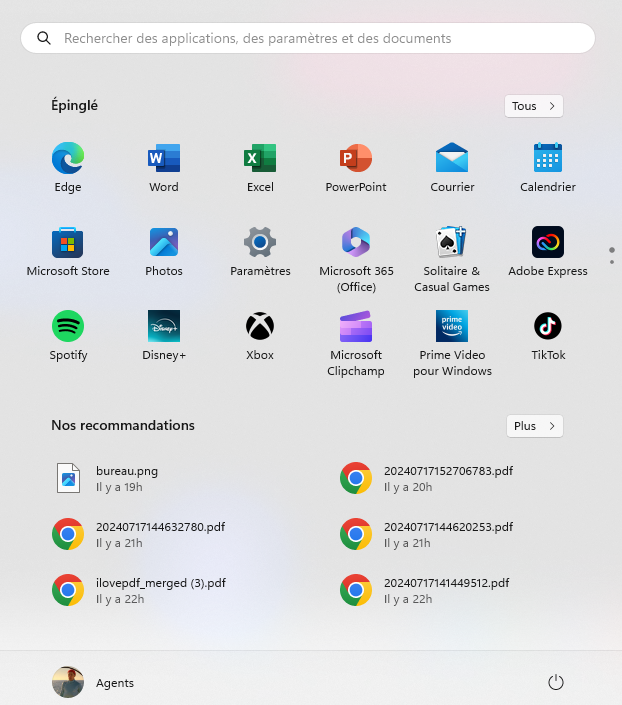 Rechercher des applications, des paramètres et des documents
Épinglé
Tous
Edge
Word
Excel
PowerPoint
Courrier
Calendrier
Microsoft Store
Photos
Paramètres
Microsoft 365
(Office)
Solitaire &
Casual Games
Adobe Express
Spotify
Disney+
Xbox
Microsoft
Clipchamp
prime
video
Prime Video
pour Windows
TikTok
Nos recommandations
Plus
bureau.png
Il y a 19h
20240717152706783.pdf
Il y a 20h
20240717144632780.pdf
Il y a 21h
20240717144620253.pdf
Il y a 21h
ilovepdf_merged (3).pdf
Il y a 22h
20240717141449512.pdf
Il y a 22h
Agents